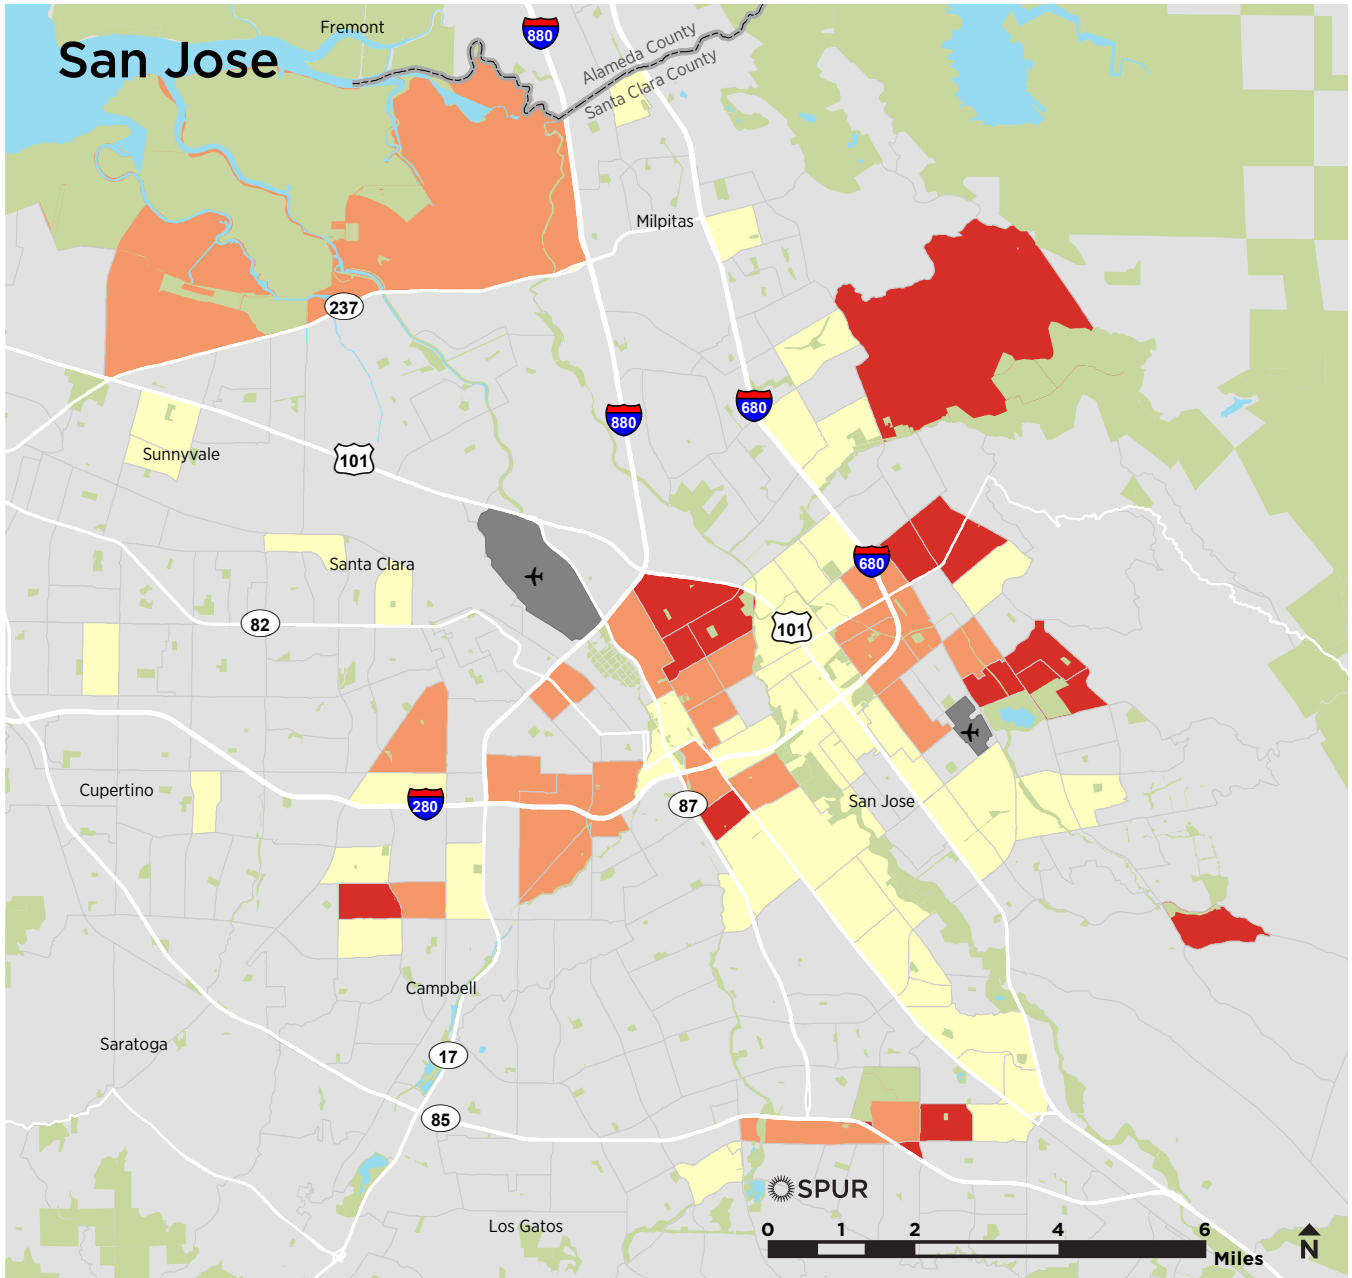 Fremont
880
San Jose
Alameda County
Santa Clara County
Milpitas
237
680
880
Sunnyvale
101
Santa Clara
680
82
101
Cupertino
280
87
San Jose
Campbell
Saratoga
17
85
SPUR
Los Gatos
0 1 2 4 6
Miles
N